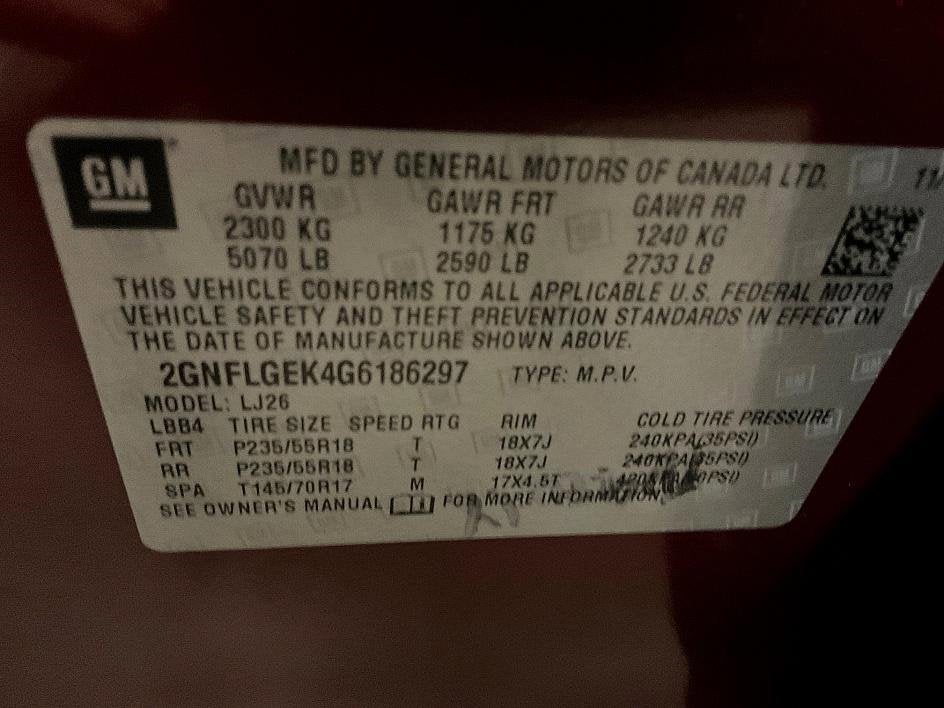 GM
MFD BY GENERAL MOTORS OF CANADA LTD. 11/
GVWR GAWR FRT GAWR RR
2300 KG 1175 KG 1240 KG
5070 LB 2590 LB 2733 LB
THIS VEHICLE CONFORMS TO ALL APPLICABLE U.S. FEDERAL MOTOR
VEHICLE SAFETY AND THEFT PREVENTION STANDARDS IN EFFECT ON
THE DATE OF MANUFACTURE SHOWN ABOVE.
2GNFLGEK4G6186297 TYPE: M.P.V.
MODEL: LJ26
LBB4 TIRE SIZE SPEED RTG RIM COLD TIRE PRESSURE
FRT P235/55R18 T 18X7J 240KPA(35PSI)
RR P235/55R18 T 18X7J 240KPA(35PSI)
SPA T145/70R17 M 17X4.5T
SEE OWNER'S MANUAL FOR MORE INFORMATION